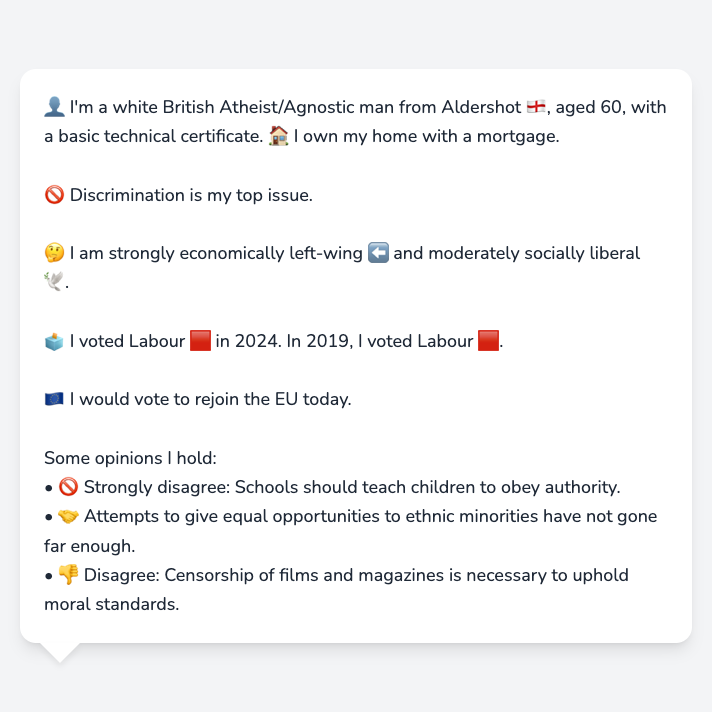 👤 I'm a white British Atheist/Agnostic man from Aldershot 🏴󠁧󠁢󠁥󠁮󠁧󠁿, aged 60, with
a basic technical certificate. 🏠 I own my home with a mortgage.
🚫 Discrimination is my top issue.
🤔 I am strongly economically left-wing ⬅️ and moderately socially liberal
🕊️.
🗳️ I voted Labour 🟥 in 2024. In 2019, I voted Labour 🟥.
🇪🇺 I would vote to rejoin the EU today.
Some opinions I hold:
• 🚫 Strongly disagree: Schools should teach children to obey authority.
• 🤝 Attempts to give equal opportunities to ethnic minorities have not gone
far enough.
• 👎 Disagree: Censorship of films and magazines is necessary to uphold
moral standards.